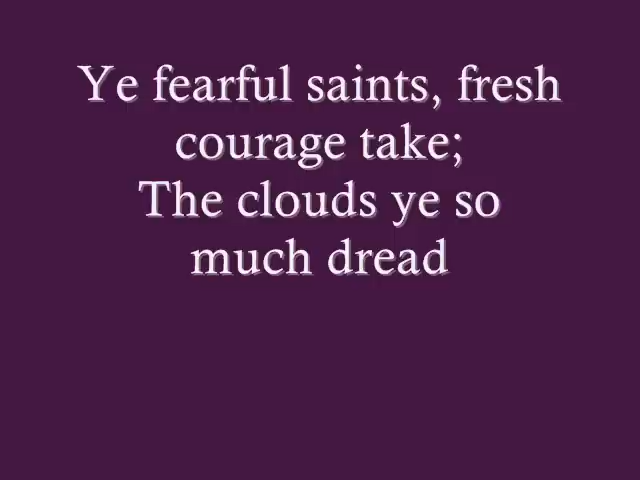 Ye fearful saints, fresh
courage take;
The clouds ye so
much dread